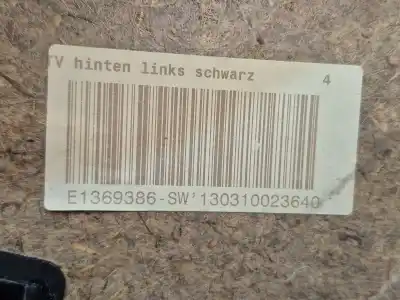 TV hinten links schwarz 4
E1369386-SW'130310023640